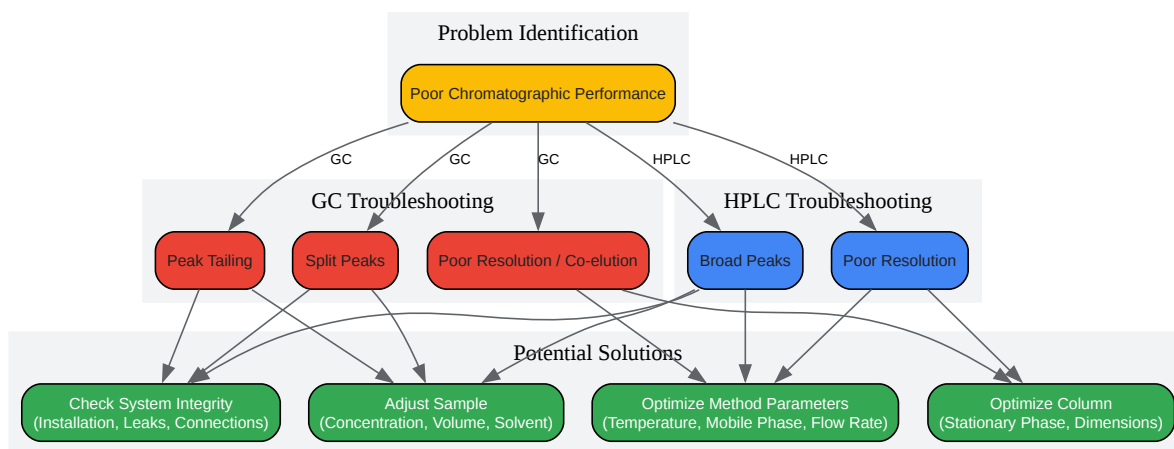 Problem Identification
Poor Chromatographic Performance
GC
GC
GC
HPLC
HPLC
GC Troubleshooting
HPLC Troubleshooting
Peak Tailing
Split Peaks
Poor Resolution / Co-elution
Broad Peaks
Poor Resolution
Potential Solutions
Check System Integrity
(Installation, Leaks, Connections)
Adjust Sample
(Concentration, Volume, Solvent)
Optimize Method Parameters
(Temperature, Mobile Phase, Flow Rate)
Optimize Column
(Stationary Phase, Dimensions)